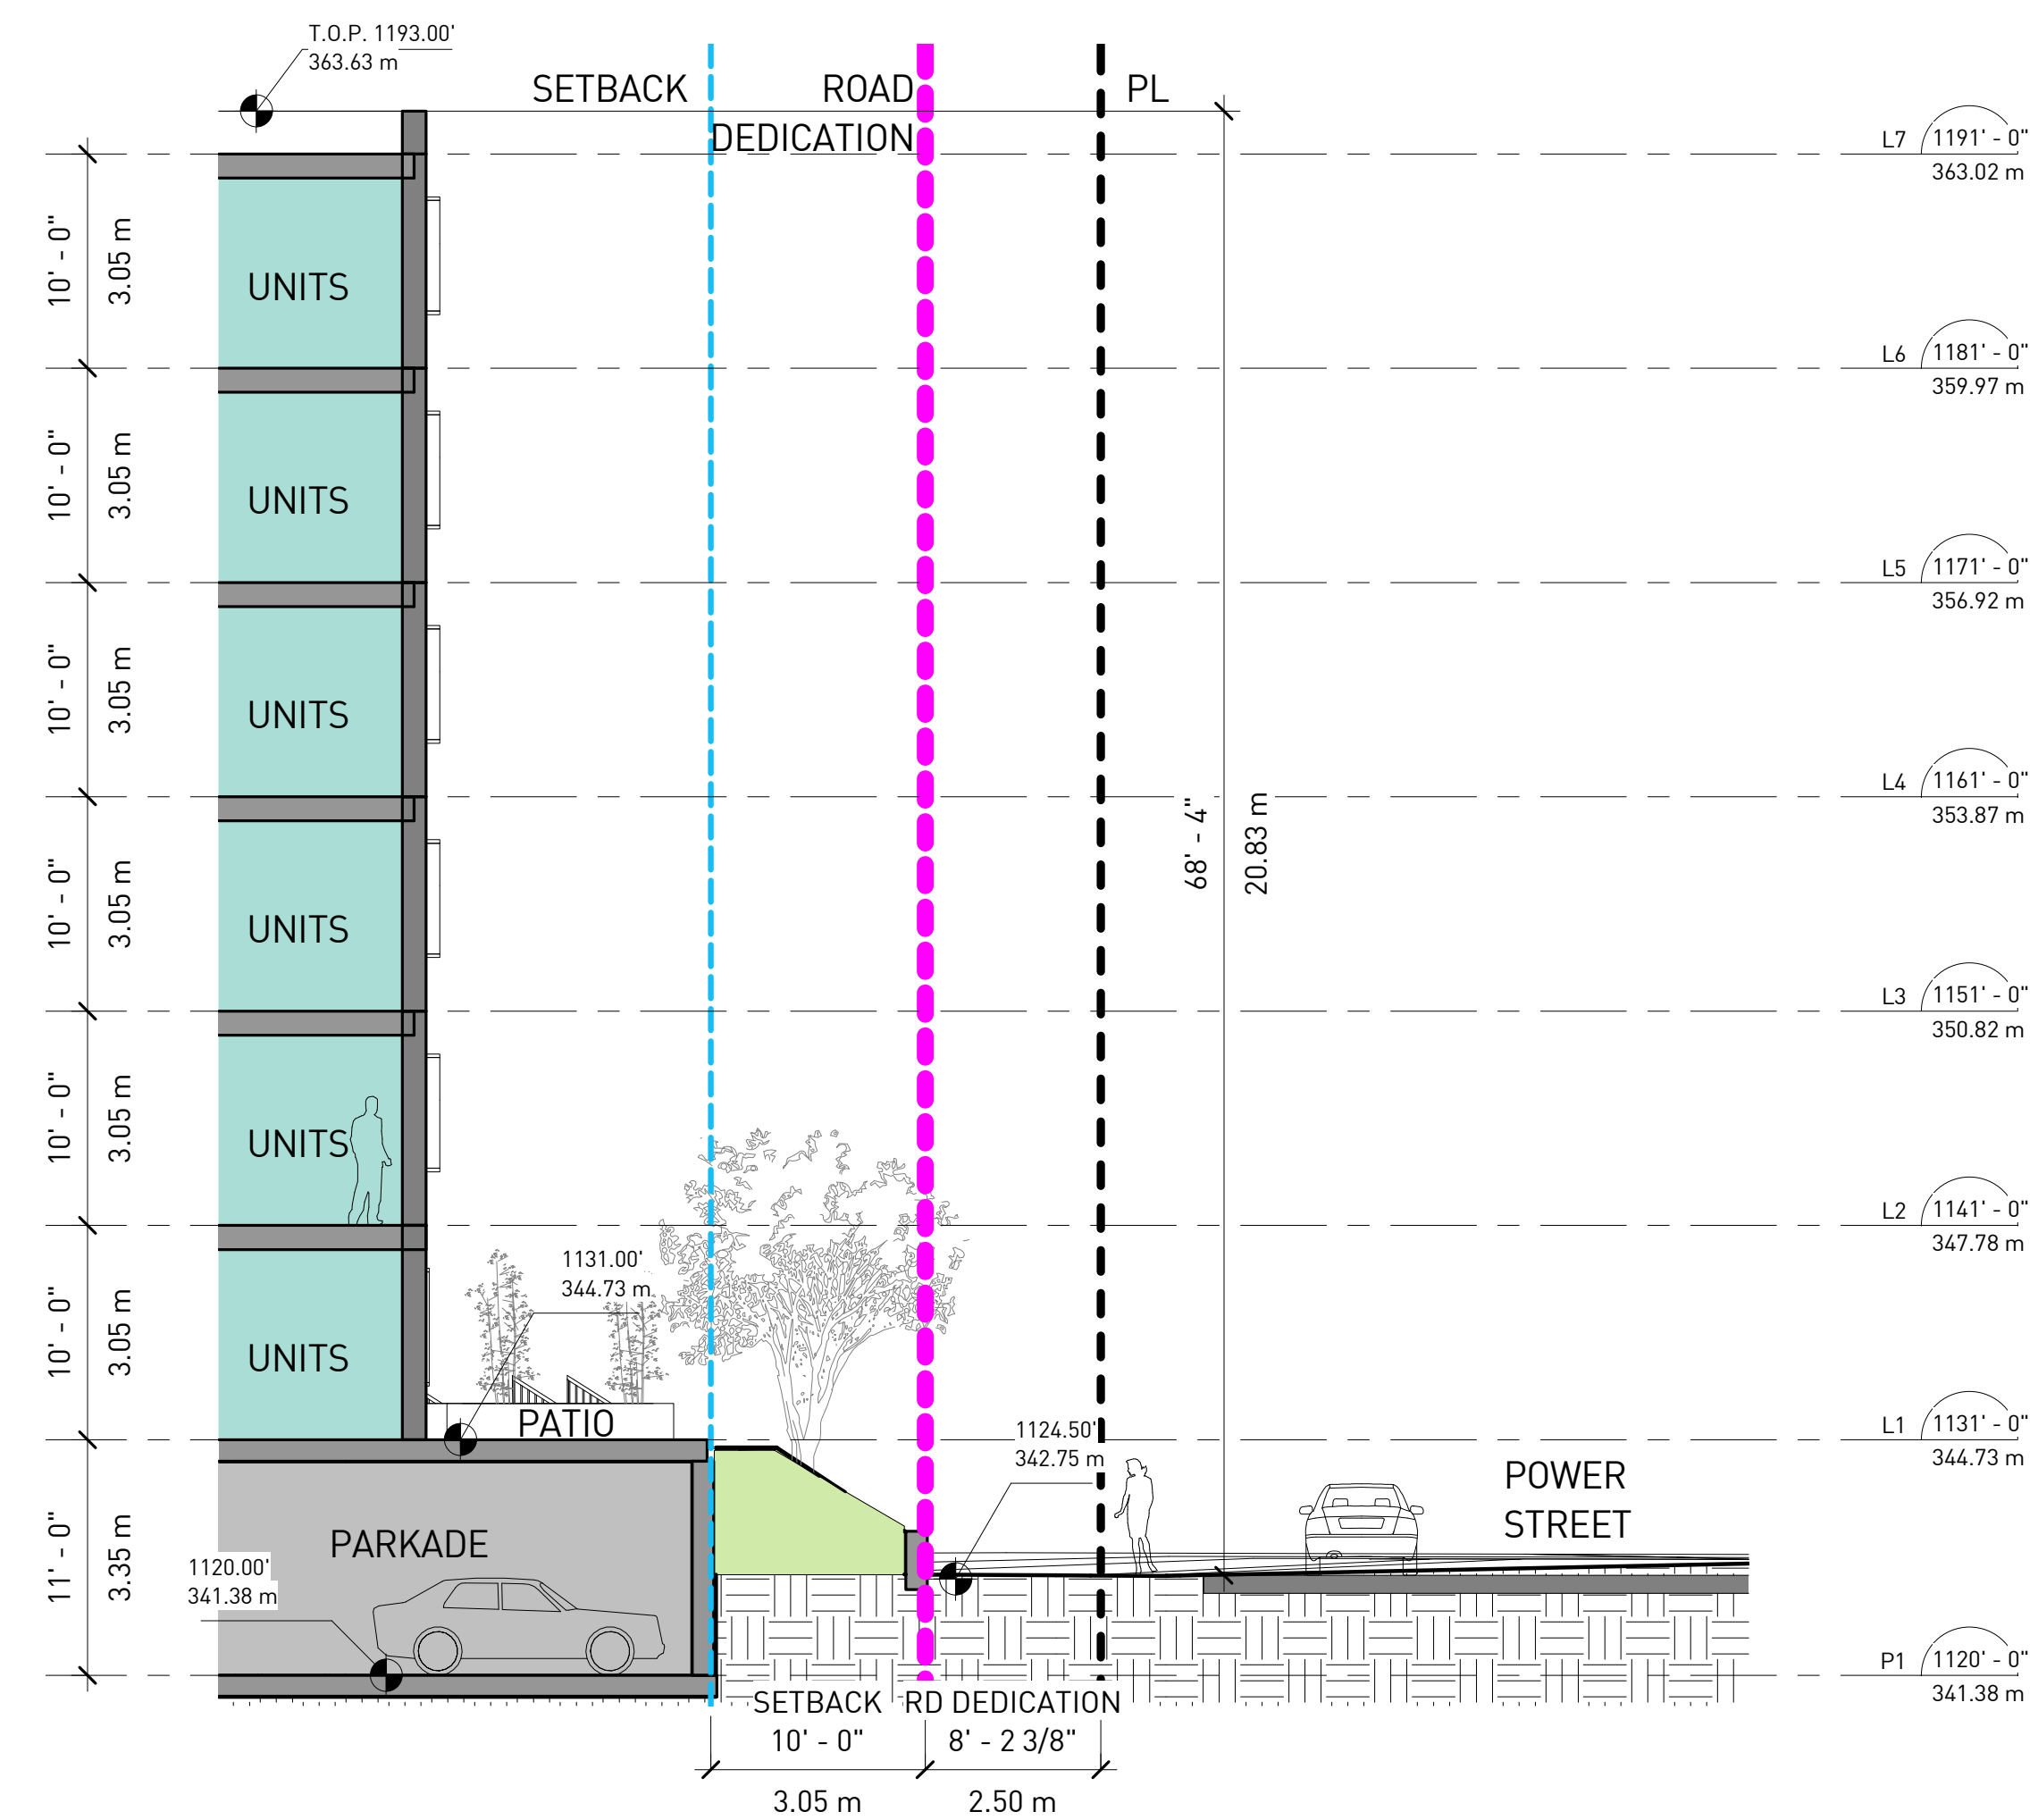 T.O.P. 1193.00'
363.63 m
SETBACK
ROAD
DEDICATION
PL
L7 1191' - 0"
363.02 m
10' - 0"
3.05 m
UNITS
L6 1181' - 0"
359.97 m
10' - 0"
3.05 m
UNITS
L5 1171' - 0"
356.92 m
10' - 0"
3.05 m
UNITS
68' - 4"
20.83 m
L4 1161' - 0"
353.87 m
10' - 0"
3.05 m
UNITS
L3 1151' - 0"
350.82 m
10' - 0"
3.05 m
UNITS
L2 1141' - 0"
347.78 m
10' - 0"
3.05 m
UNITS
1131.00'
344.73 m
PATIO
L1 1131' - 0"
344.73 m
1124.50'
342.75 m
POWER
STREET
11' - 0"
3.35 m
PARKADE
1120.00'
341.38 m
P1 1120' - 0"
341.38 m
SETBACK
10' - 0"
3.05 m
RD DEDICATION
8' - 2 3/8"
2.50 m